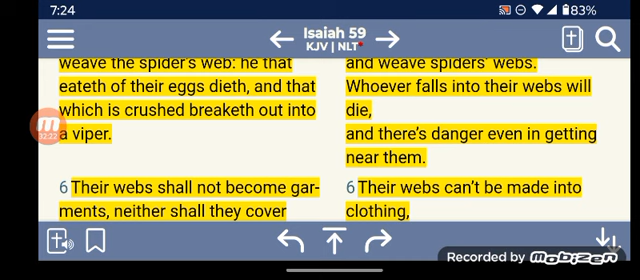 7:24
83%
Isaiah 59
KJV | NLT
weave the spider's web: he that
eateth of their eggs dieth, and that
which is crushed breaketh out into
a viper.
6 Their webs shall not become gar-
ments, neither shall they cover
and weave spiders' webs.
Whoever falls into their webs will
die,
and there's danger even in getting
near them.
6 Their webs can't be made into
clothing,
22:22
Recorded by Mobizen